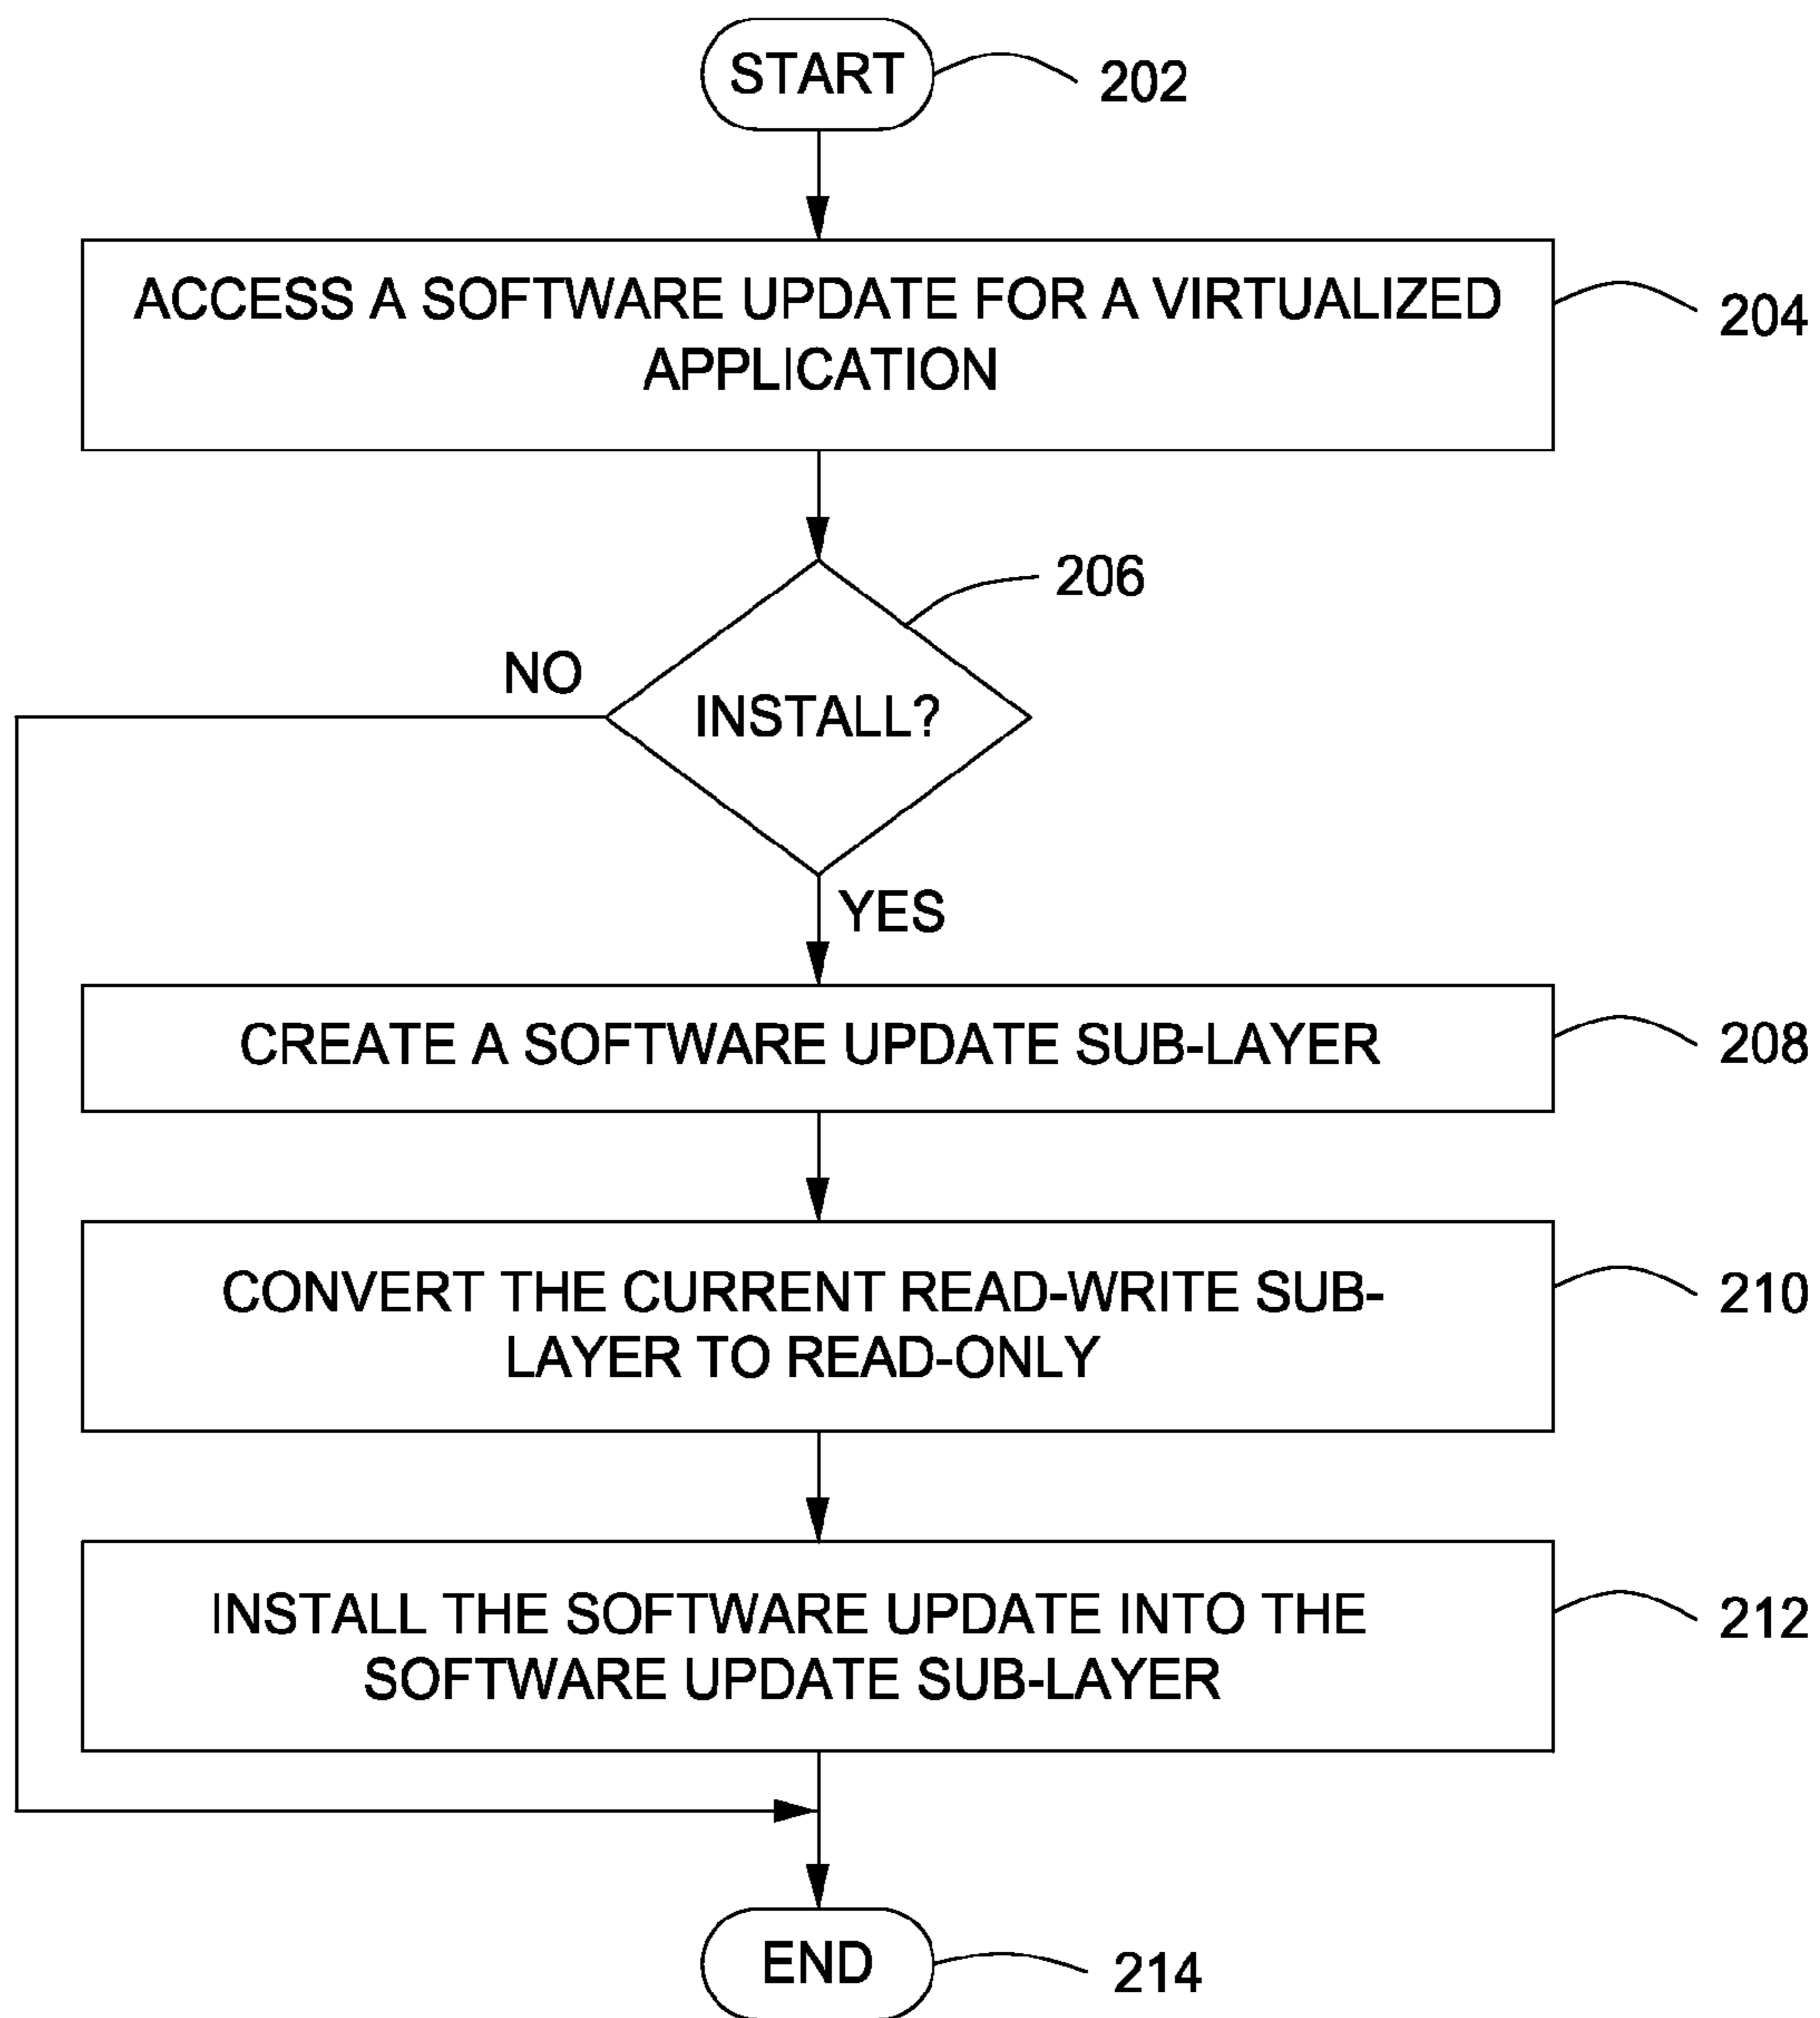 START
202
ACCESS A SOFTWARE UPDATE FOR A VIRTUALIZED
APPLICATION
204
206
NO
INSTALL?
YES
CREATE A SOFTWARE UPDATE SUB-LAYER
208
CONVERT THE CURRENT READ-WRITE SUB-
LAYER TO READ-ONLY
210
INSTALL THE SOFTWARE UPDATE INTO THE
SOFTWARE UPDATE SUB-LAYER
212
END
214